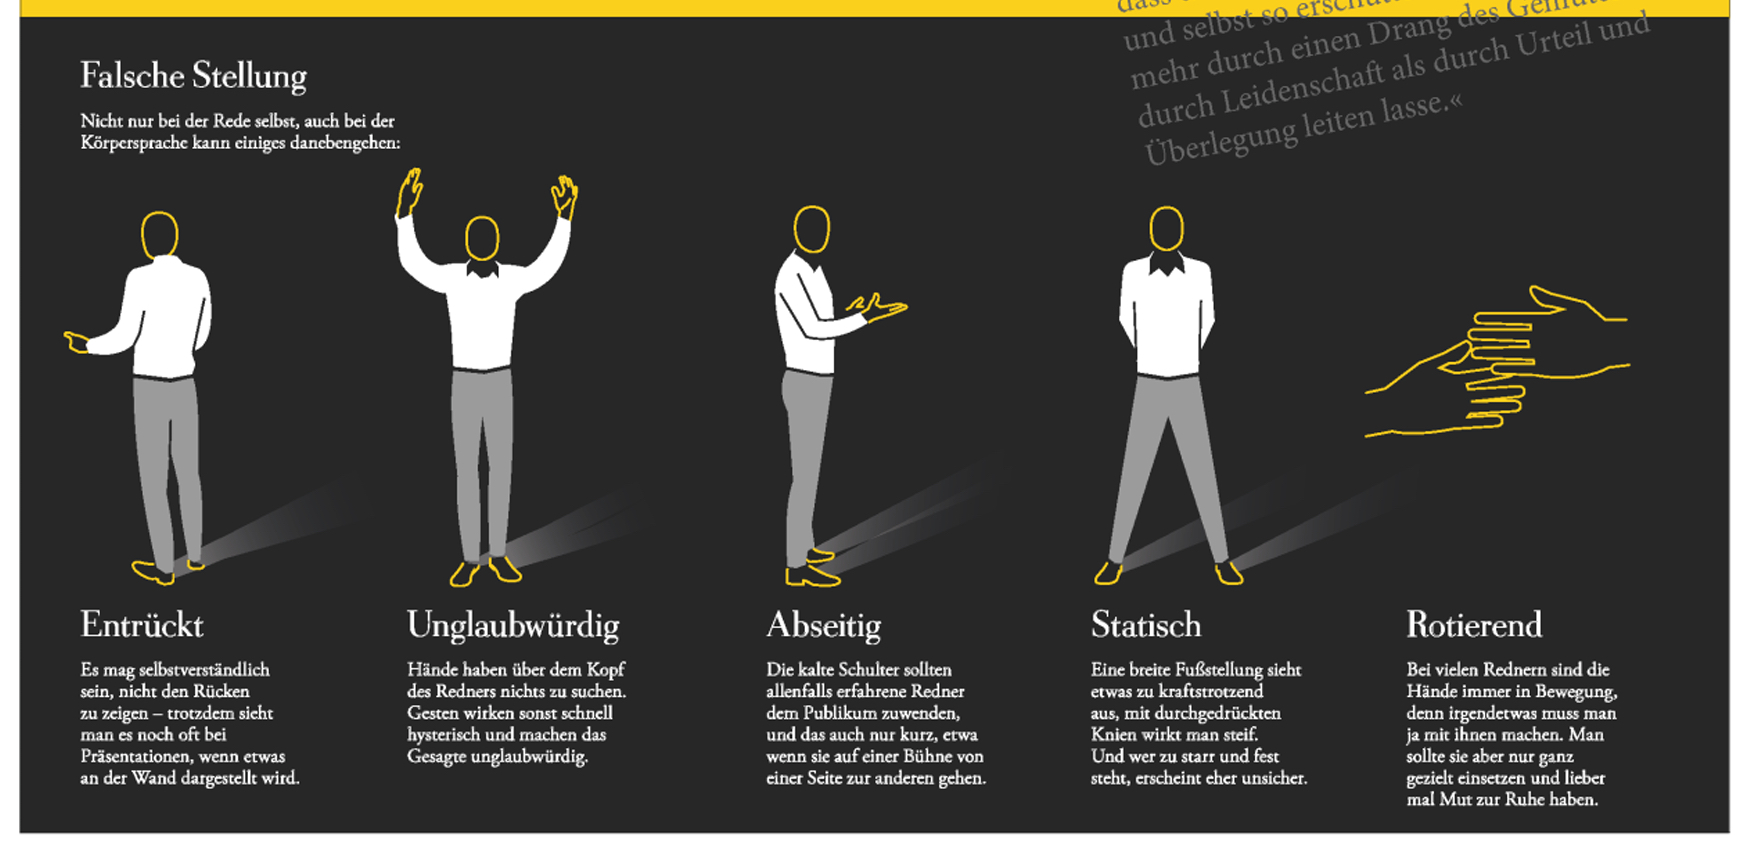 und selbst so
mehr durch einen Drang des
durch Leidenschaft als durch Urteil und
Überlegung leiten lasse.«
Falsche Stellung
Nicht nur bei der Rede selbst, auch bei der
Körpersprache kann einiges danebengehen:
Entrückt
Es mag selbstverständlich
sein, nicht den Rücken
zu zeigen – trotzdem sieht
man es noch oft bei
Präsentationen, wenn etwas
an der Wand dargestellt wird.
Unglaubwürdig
Hände haben über dem Kopf
des Redners nichts zu suchen.
Gesten wirken sonst schnell
hysterisch und machen das
Gesagte unglaubwürdig.
Abseitig
Die kalte Schulter sollten
allenfalls erfahrene Redner
dem Publikum zuwenden,
und das auch nur kurz, etwa
wenn sie auf einer Bühne von
einer Seite zur anderen gehen.
Statisch
Eine breite Fußstellung sieht
etwas zu kraftstrotzend
aus, mit durchgedrückten
Knien wirkt man steif.
Und wer zu starr und fest
steht, erscheint eher unsicher.
Rotierend
Bei vielen Rednern sind die
Hände immer in Bewegung,
denn irgendetwas muss man
ja mit ihnen machen. Man
sollte sie aber nur ganz
gezielt einsetzen und lieber
mal Mut zur Ruhe haben.